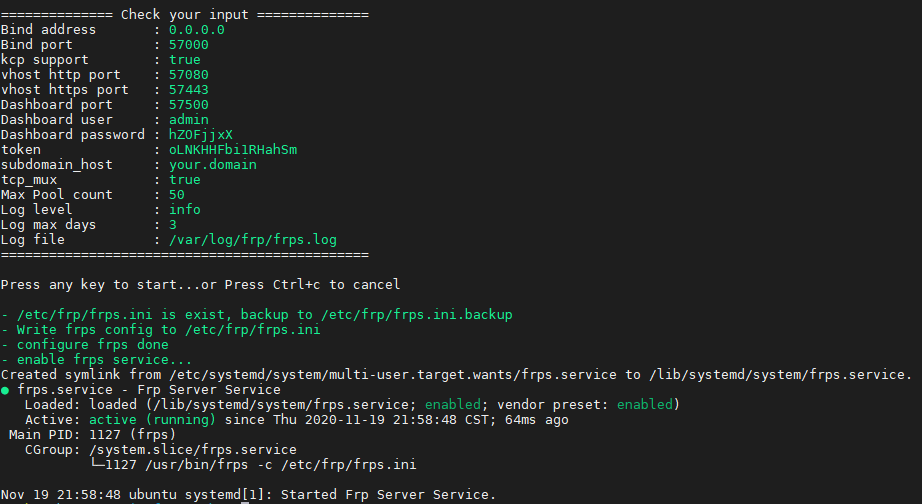 ============== Check your input ==============
Bind address       : 0.0.0.0
Bind port          : 57000
kcp support        : true
vhost http port    : 57080
vhost https port   : 57443
Dashboard port     : 57500
Dashboard user     : admin
Dashboard password : hZOFjjxX
token              : oLNKHHFbi1RHahSm
subdomain_host     : your.domain
tcp_mux            : true
Max Pool count     : 50
Log level          : info
Log max days       : 3
Log file           : /var/log/frp/frps.log
==============================================
Press any key to start...or Press Ctrl+c to cancel
- /etc/frp/frps.ini is exist, backup to /etc/frp/frps.ini.backup
- Write frps config to /etc/frp/frps.ini
- configure frps done
- enable frps service...
Created symlink from /etc/systemd/system/multi-user.target.wants/frps.service to /lib/systemd/system/frps.service.
● frps.service - Frp Server Service
   Loaded: loaded (/lib/systemd/system/frps.service; enabled; vendor preset: enabled)
   Active: active (running) since Thu 2020-11-19 21:58:48 CST; 64ms ago
 Main PID: 1127 (frps)
   CGroup: /system.slice/frps.service
           └─1127 /usr/bin/frps -c /etc/frp/frps.ini
Nov 19 21:58:48 ubuntu systemd[1]: Started Frp Server Service.